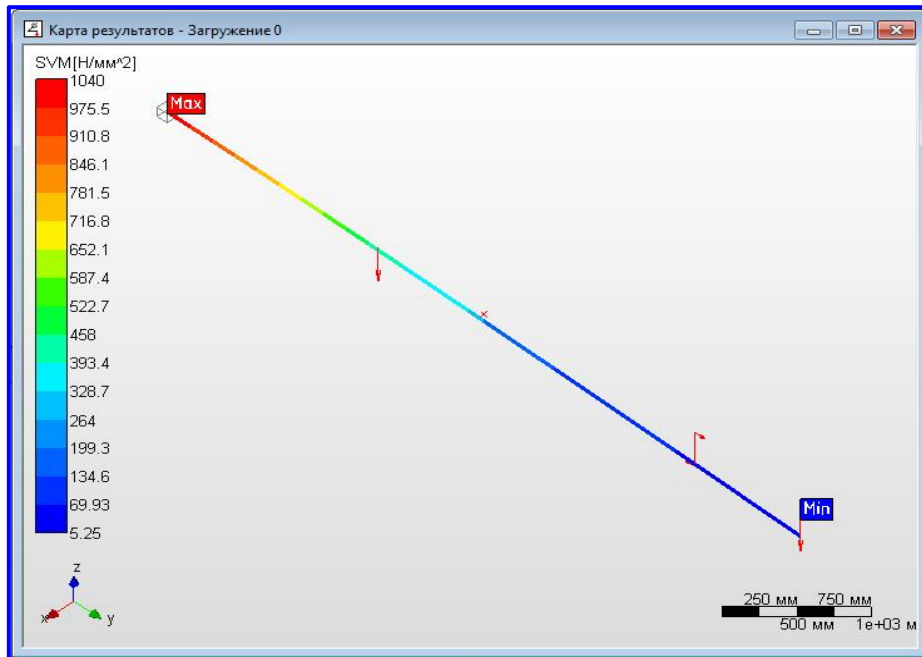 Карта результатов - Загружение 0
SVM[Н/мм^2]
1040
975.5
910.8
846.1
781.5
716.8
652.1
587.4
522.7
458
393.4
328.7
264
199.3
134.6
69.93
5.25
Max
Min
z
x
y
250 мм 750 мм
500 мм 1e+03 м